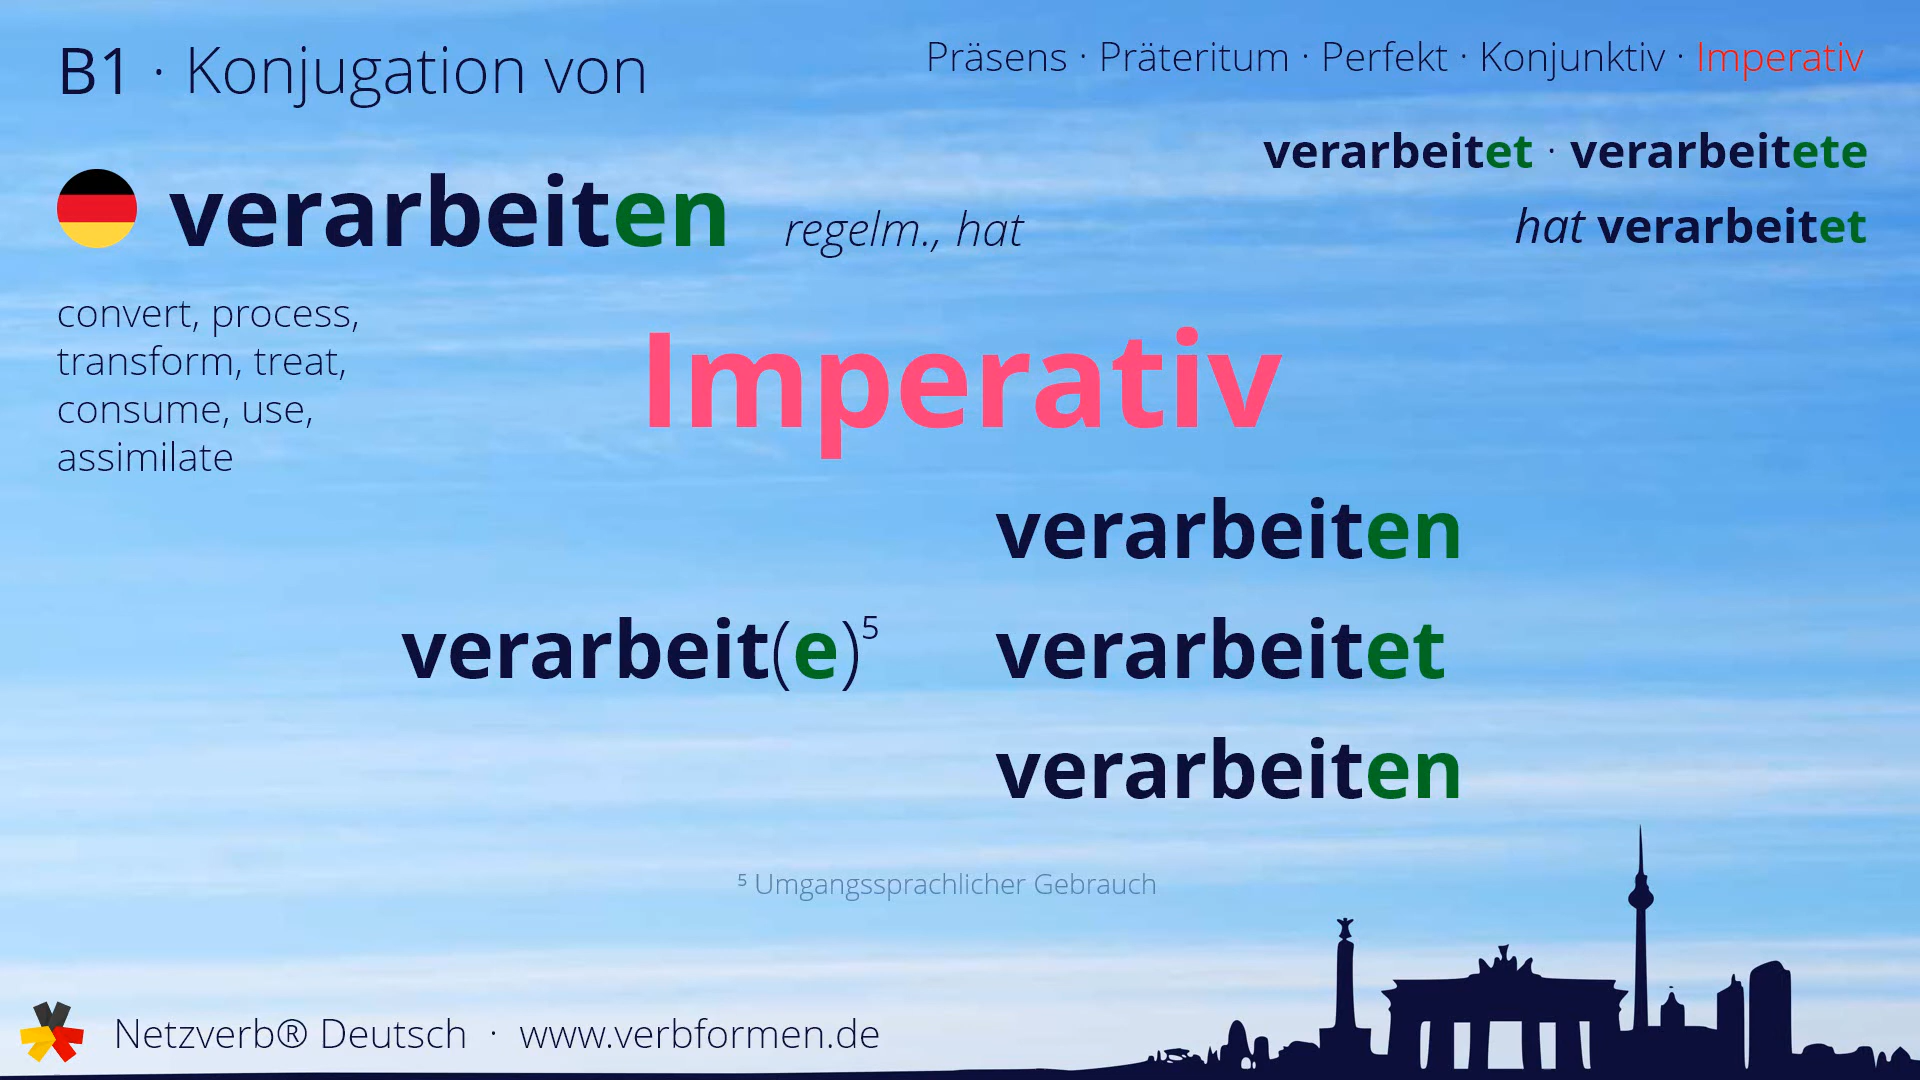 B1 · Konjugation von
Präsens · Präteritum · Perfekt · Konjunktiv · Imperativ
verarbeitet · verarbeitete
verarbeiten regelm., hat
hat verarbeitet
convert, process,
transform, treat,
consume, use,
assimilate
Imperativ
verarbeiten
verarbeit(e)⁵ verarbeitet
verarbeiten
⁵ Umgangssprachlicher Gebrauch
Netzverb® Deutsch · www.verbformen.de